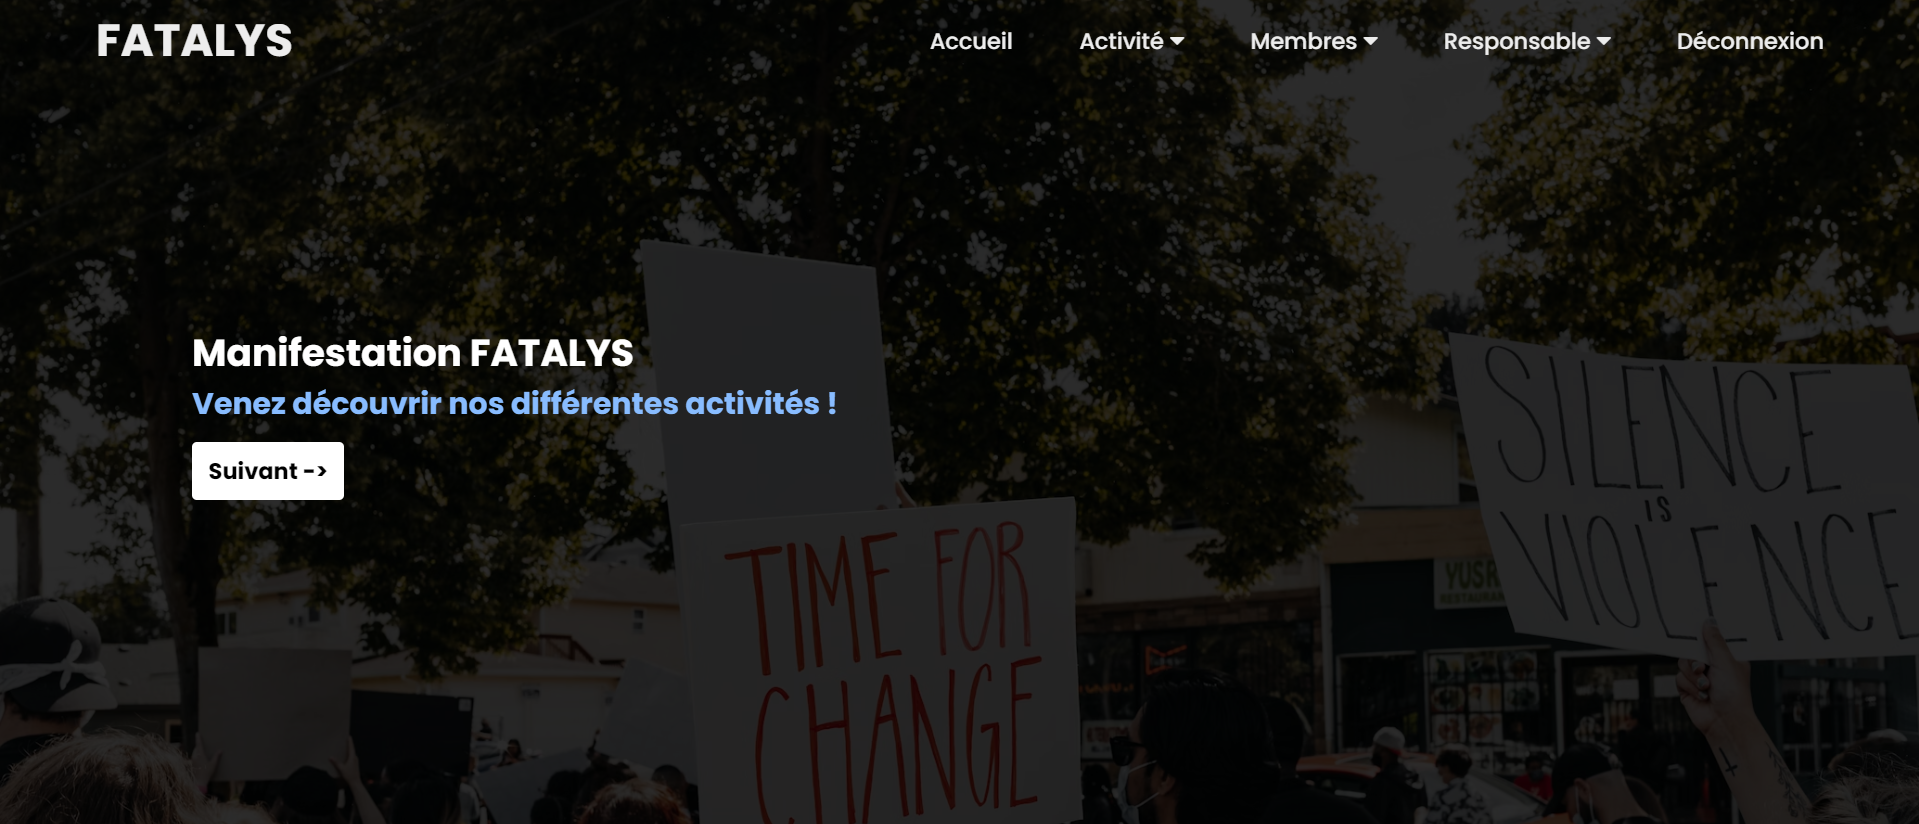 FATALYS
Accueil
Activité
Membres
Responsable
Déconnexion
Manifestation FATALYS
Venez découvrir nos différentes activités !
Suivant ->
SILENCE
IS
VIOLENCE
TIME FOR
CHANGE